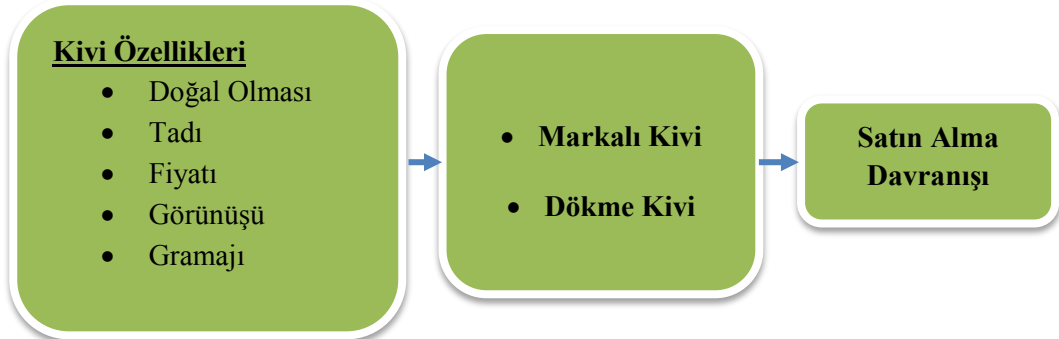 Kivi Özellikleri
• Doğal Olması
• Tadı
• Fiyatı
• Görünüşü
• Gramajı
• Markalı Kivi
• Dökme Kivi
Satın Alma
Davranışı